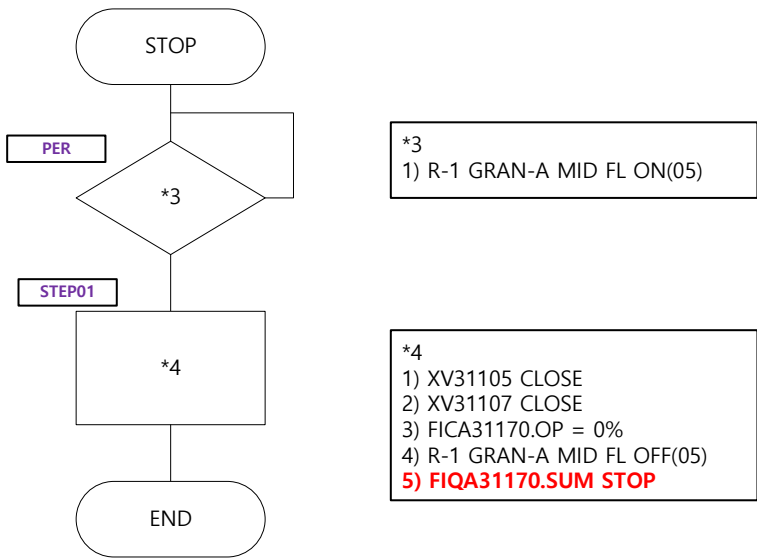 STOP
PER
*3
*3
1) R-1 GRAN-A MID FL ON(05)
STEP01
*4
*4
1) XV31105 CLOSE
2) XV31107 CLOSE
3) FICA31170.OP = 0%
4) R-1 GRAN-A MID FL OFF(05)
5) FIQA31170.SUM STOP
END